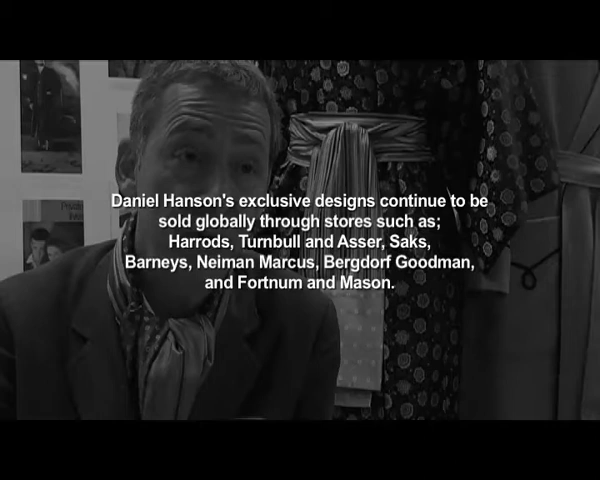 Daniel Hanson's exclusive designs continue to be
sold globally through stores such as;
Harrods, Turnbull and Asser, Saks,
Barneys, Neiman Marcus, Bergdorf Goodman,
and Fortnum and Mason.